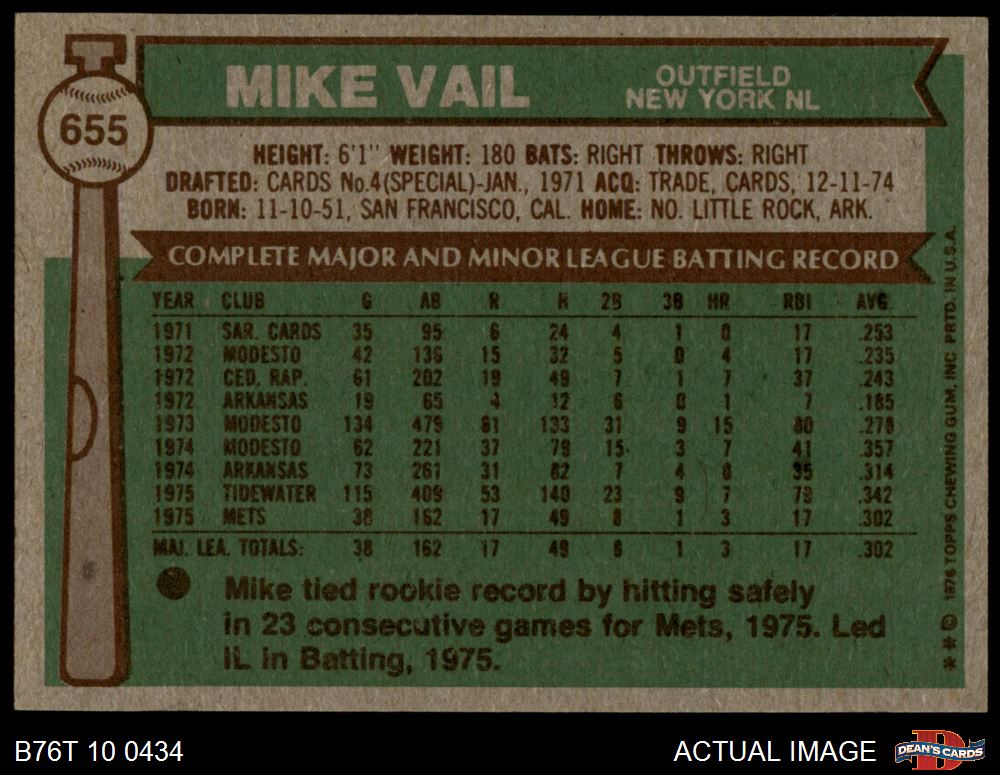 655
MIKE VAIL
OUTFIELD
NEW YORK NL
HEIGHT: 6'1" WEIGHT: 180 BATS: RIGHT THROWS: RIGHT
DRAFTED: CARDS No.4(SPECIAL)-JAN., 1971 ACQ: TRADE, CARDS, 12-11-74
BORN: 11-10-51, SAN FRANCISCO, CAL. HOME: NO. LITTLE ROCK, ARK.
COMPLETE MAJOR AND MINOR LEAGUE BATTING RECORD
YEAR CLUB G AB R H 2B 3B HR RBI AVG.
1971 SAR. CARDS 35 95 6 24 4 1 0 17 .253
1972 MODESTO 42 136 15 32 5 0 4 17 .235
1972 CED. RAP. 61 202 19 49 7 1 7 37 .243
1972 ARKANSAS 19 65 4 12 6 0 1 7 .185
1973 MODESTO 134 479 81 133 31 9 15 80 .278
1974 MODESTO 62 221 37 79 15 3 7 41 .357
1974 ARKANSAS 73 261 31 82 7 4 8 35 .314
1975 TIDEWATER 115 409 53 140 23 9 7 79 .342
1975 METS 38 162 17 49 8 1 3 17 .302
MAJ. LEA. TOTALS: 38 162 17 49 8 1 3 17 .302
Mike tied rookie record by hitting safely
in 23 consecutive games for Mets, 1975. Led
IL in Batting, 1975.
** © 1976 TOPPS CHEWING GUM, INC PRTD. IN U.S.A.
B76T 10 0434
ACTUAL IMAGE
D
DEAN'S CARDS